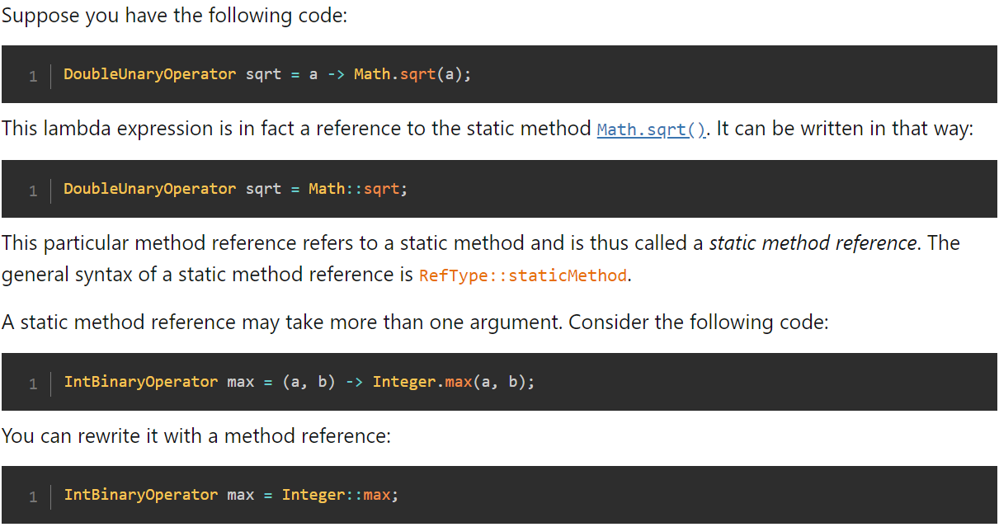 Suppose you have the following code:
1 DoubleUnaryOperator sqrt = a -> Math.sqrt(a);
This lambda expression is in fact a reference to the static method Math.sqrt(). It can be written in that way:
1 DoubleUnaryOperator sqrt = Math::sqrt;
This particular method reference refers to a static method and is thus called a static method reference. The
general syntax of a static method reference is RefType::staticMethod.
A static method reference may take more than one argument. Consider the following code:
1 IntBinaryOperator max = (a, b) -> Integer.max(a, b);
You can rewrite it with a method reference:
1 IntBinaryOperator max = Integer::max;